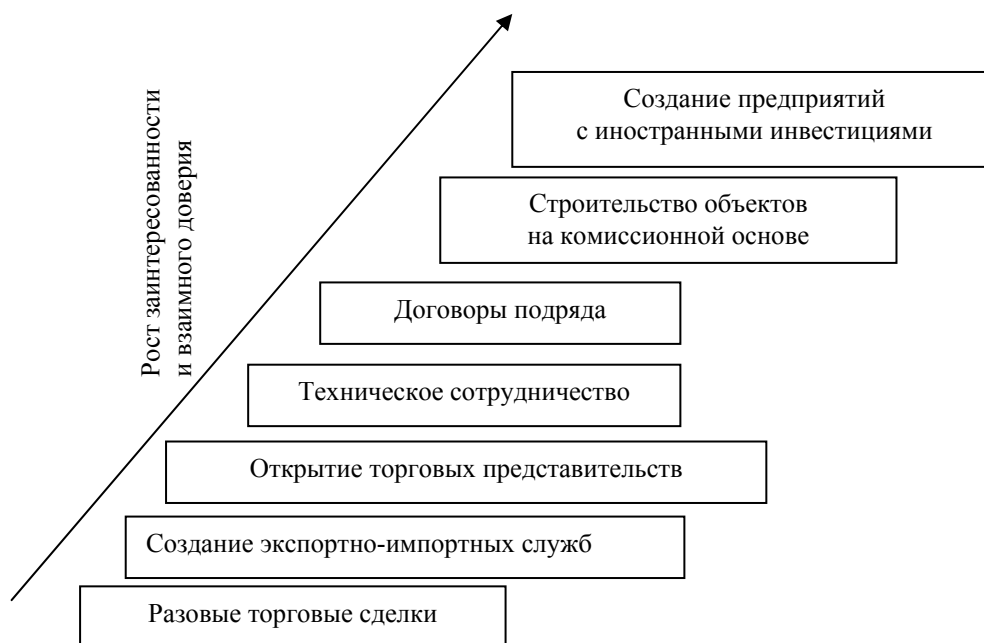 Создание предприятий
с иностранными инвестициями
Рост заинтересованности
и взаимного доверия
Строительство объектов
на комиссионной основе
Договоры подряда
Техническое сотрудничество
Открытие торговых представительств
Создание экспортно-импортных служб
Разовые торговые сделки